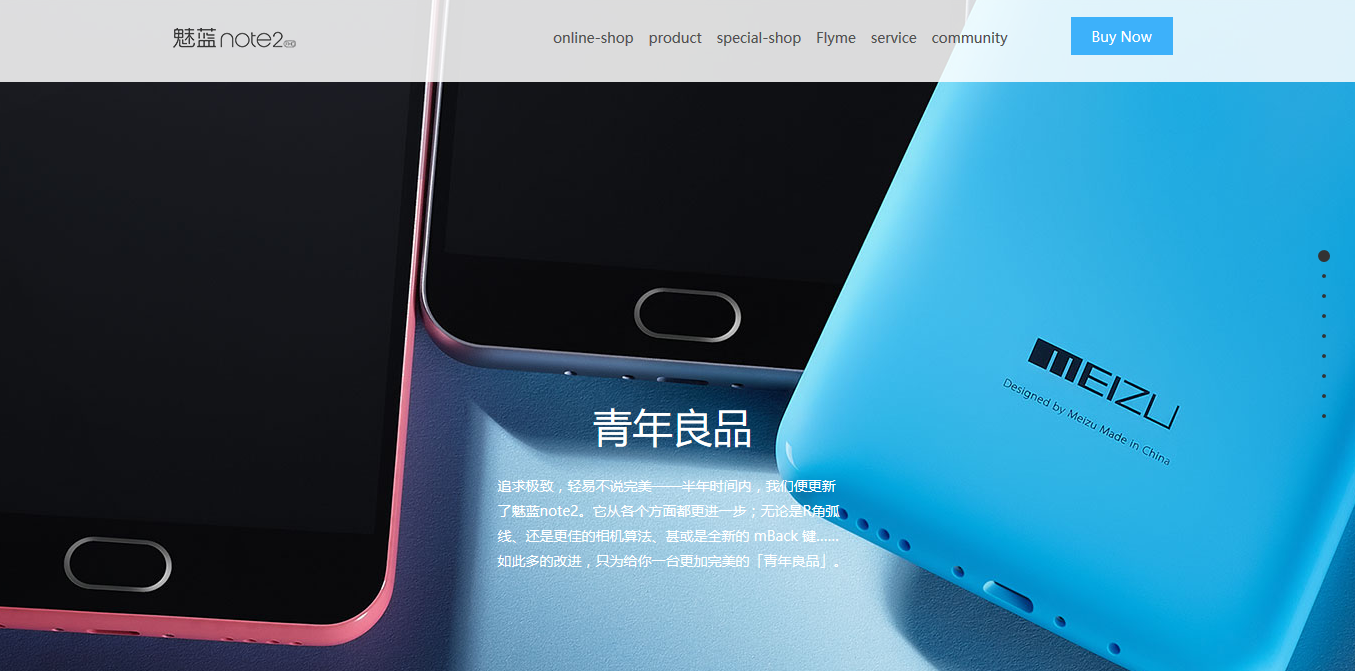 魅蓝 note2
online-shop product special-shop Flyme service community
Buy Now
MEIZU
Designed by Meizu Made in China
青年良品
追求极致，轻易不说完美——半年时间内，我们便更新
了魅蓝note2。它从各个方面都更进一步；无论是R角弧
线、还是更佳的相机算法、甚或是全新的 mBack 键……
如此多的改进，只为给你一台更加完美的「青年良品」。